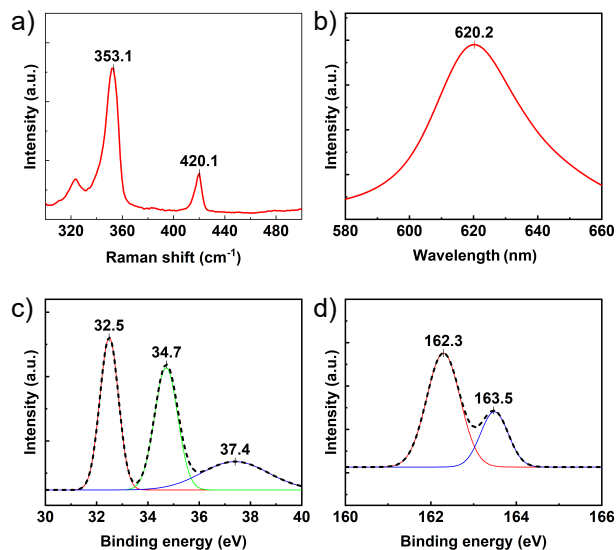 a)
353.1
420.1
Intensity (a.u.)
320 360 400 440 480
Raman shift (cm⁻¹)
b)
620.2
Intensity (a.u.)
580 600 620 640 660
Wavelength (nm)
c)
32.5
34.7
37.4
Intensity (a.u.)
30 32 34 36 38 40
Binding energy (eV)
d)
162.3
163.5
Intensity (a.u.)
160 162 164 166
Binding energy (eV)